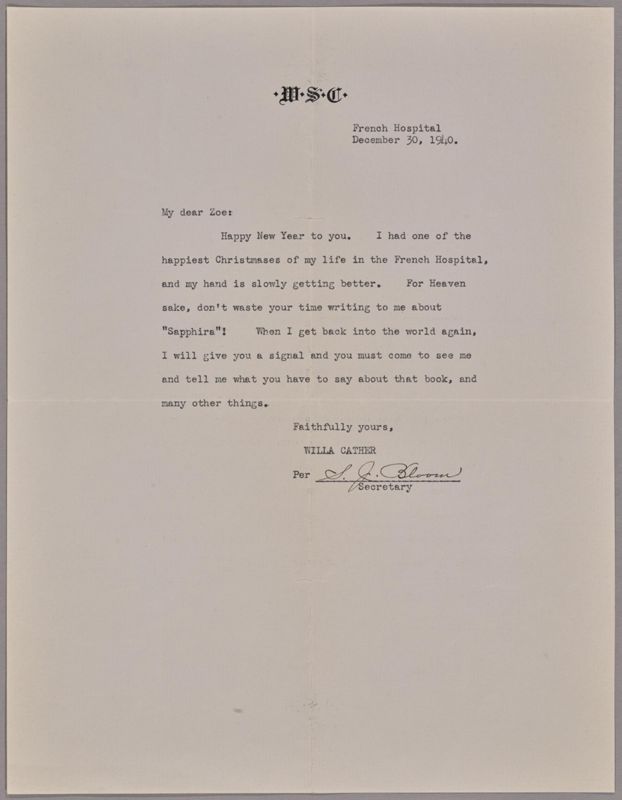 ·W·S·C·
French Hospital
December 30, 1940.
My dear Zoe:
Happy New Year to you. I had one of the
happiest Christmases of my life in the French Hospital,
and my hand is slowly getting better. For Heaven
sake, don't waste your time writing to me about
"Sapphira"! When I get back into the world again,
I will give you a signal and you must come to see me
and tell me what you have to say about that book, and
many other things.
Faithfully yours,
WILLA CATHER
Per S. J. Bloom
Secretary